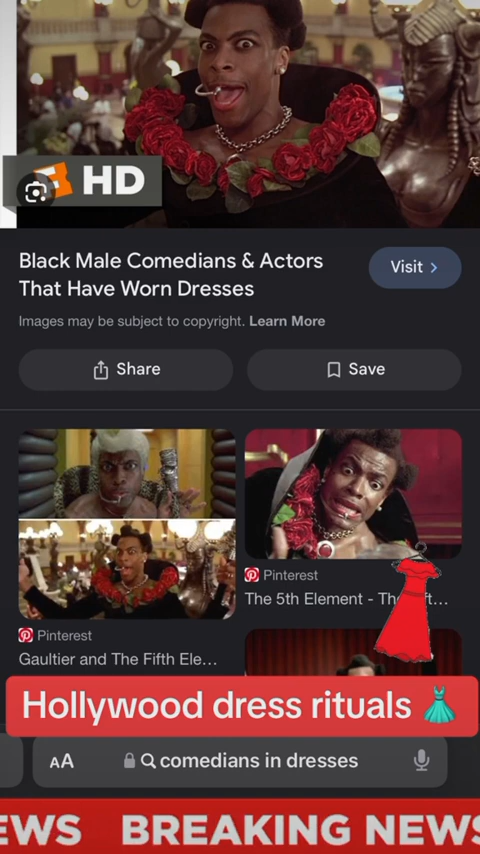 HD
Black Male Comedians & Actors
That Have Worn Dresses
Visit
Images may be subject to copyright. Learn More
Share
Save
Pinterest
The 5th Element - The
Pinterest
Gaultier and The Fifth Ele...
Hollywood dress rituals
AA
comedians in dresses
EWS BREAKING NEWS